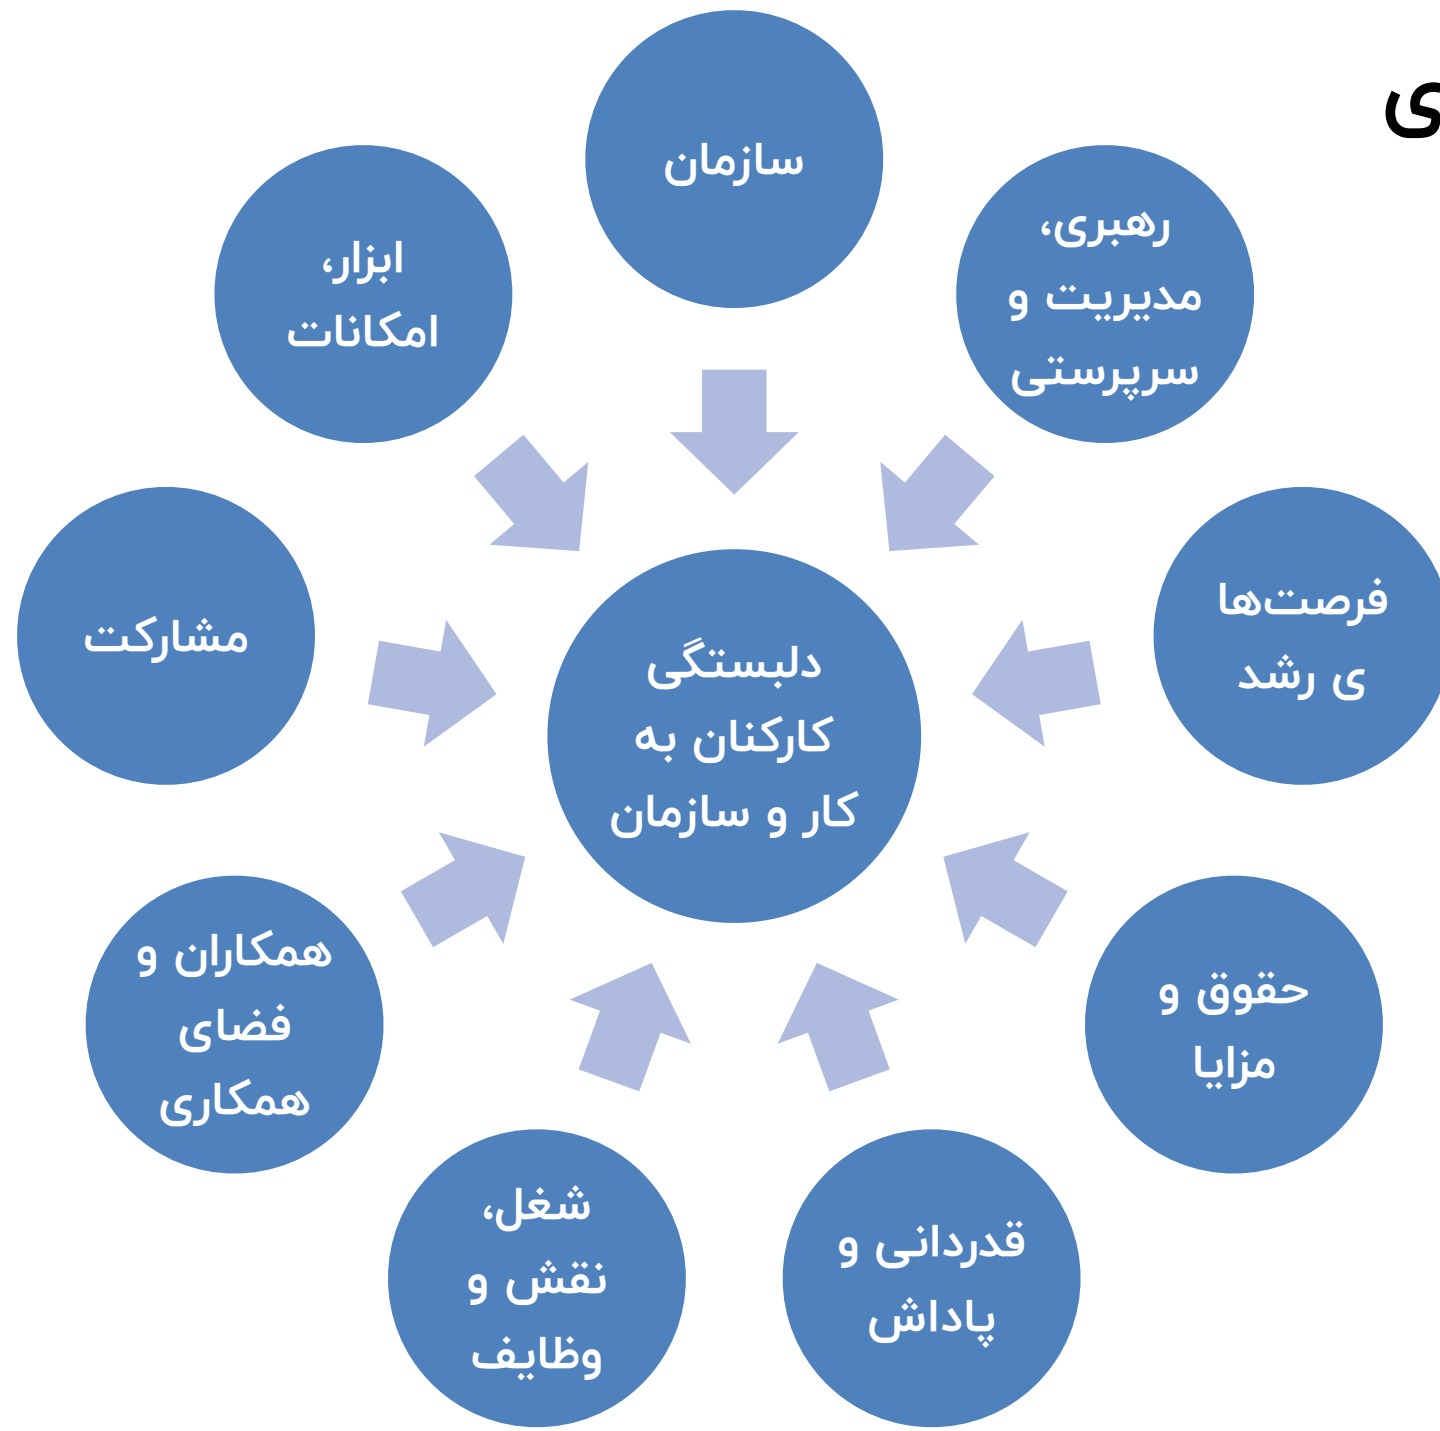 سازمان
رهبری،
مدیریت و
سرپرستی
فرصت‌ها
ی رشد
حقوق و
مزایا
قدردانی و
پاداش
شغل،
نقش و
وظایف
همکاران و
فضای
همکاری
مشارکت
ابزار،
امکانات
دلبستگی
کارکنان به
کار و سازمان